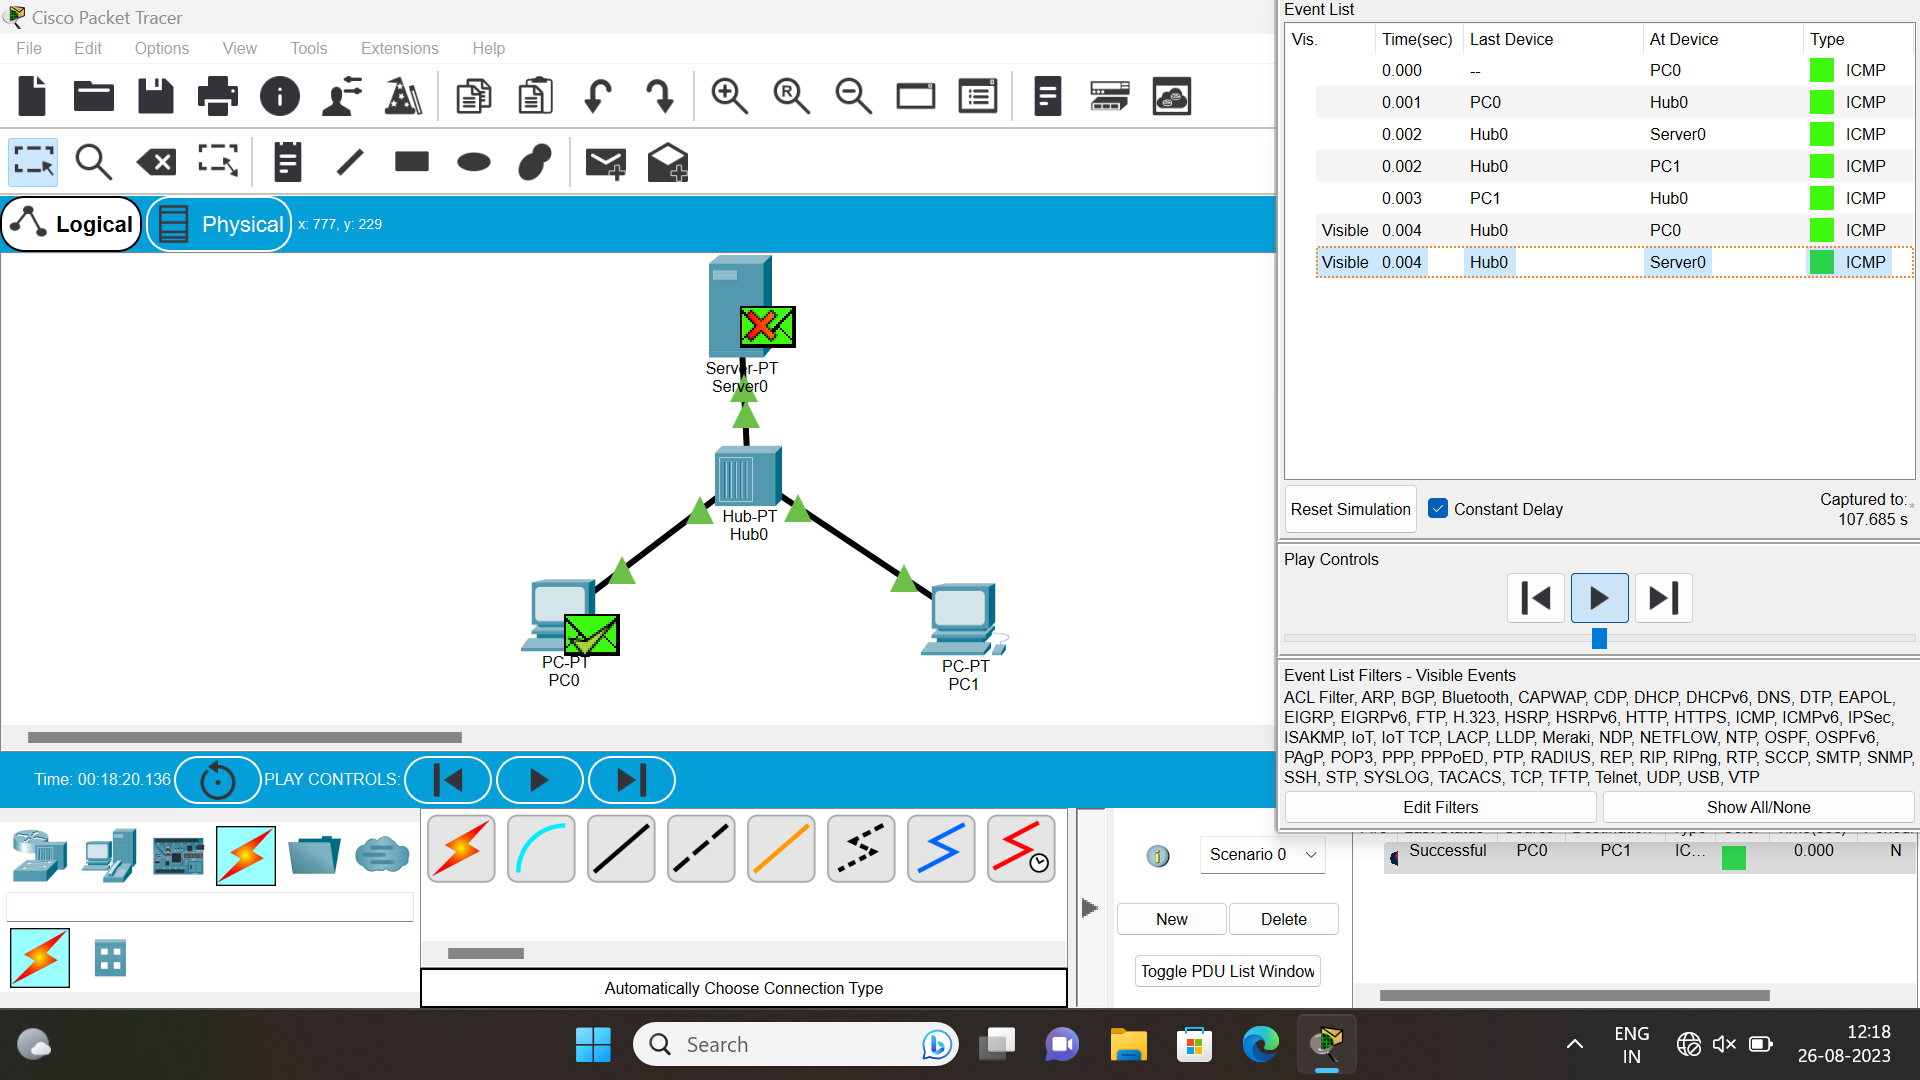 Cisco Packet Tracer
File Edit Options View Tools Extensions Help
Logical Physical x: 777, y: 229
Server-PT
Server0
Hub-PT
Hub0
PC-PT
PC0
PC-PT
PC1
Time: 00:18:20.136 PLAY CONTROLS:
Automatically Choose Connection Type
Event List
Vis. Time(sec) Last Device At Device Type
0.000 -- PC0 ICMP
0.001 PC0 Hub0 ICMP
0.002 Hub0 Server0 ICMP
0.002 Hub0 PC1 ICMP
0.003 PC1 Hub0 ICMP
Visible 0.004 Hub0 PC0 ICMP
Visible 0.004 Hub0 Server0 ICMP
Reset Simulation Constant Delay Captured to:
107.685 s
Play Controls
Event List Filters - Visible Events
ACL Filter, ARP, BGP, Bluetooth, CAPWAP, CDP, DHCP, DHCPv6, DNS, DTP, EAPOL,
EIGRP, EIGRPv6, FTP, H.323, HSRP, HSRPv6, HTTP, HTTPS, ICMP, ICMPv6, IPSec,
ISAKMP, IoT, IoT TCP, LACP, LLDP, Meraki, NDP, NETFLOW, NTP, OSPF, OSPFv6,
PAgP, POP3, PPP, PPPoED, PTP, RADIUS, REP, RIP, RIPng, RTP, SCCP, SMTP, SNMP,
SSH, STP, SYSLOG, TACACS, TCP, TFTP, Telnet, UDP, USB, VTP
Edit Filters Show All/None
Scenario 0
New Delete
Toggle PDU List Window
Successful PC0 PC1 IC... 0.000 N
Search
ENG
IN
12:18
26-08-2023